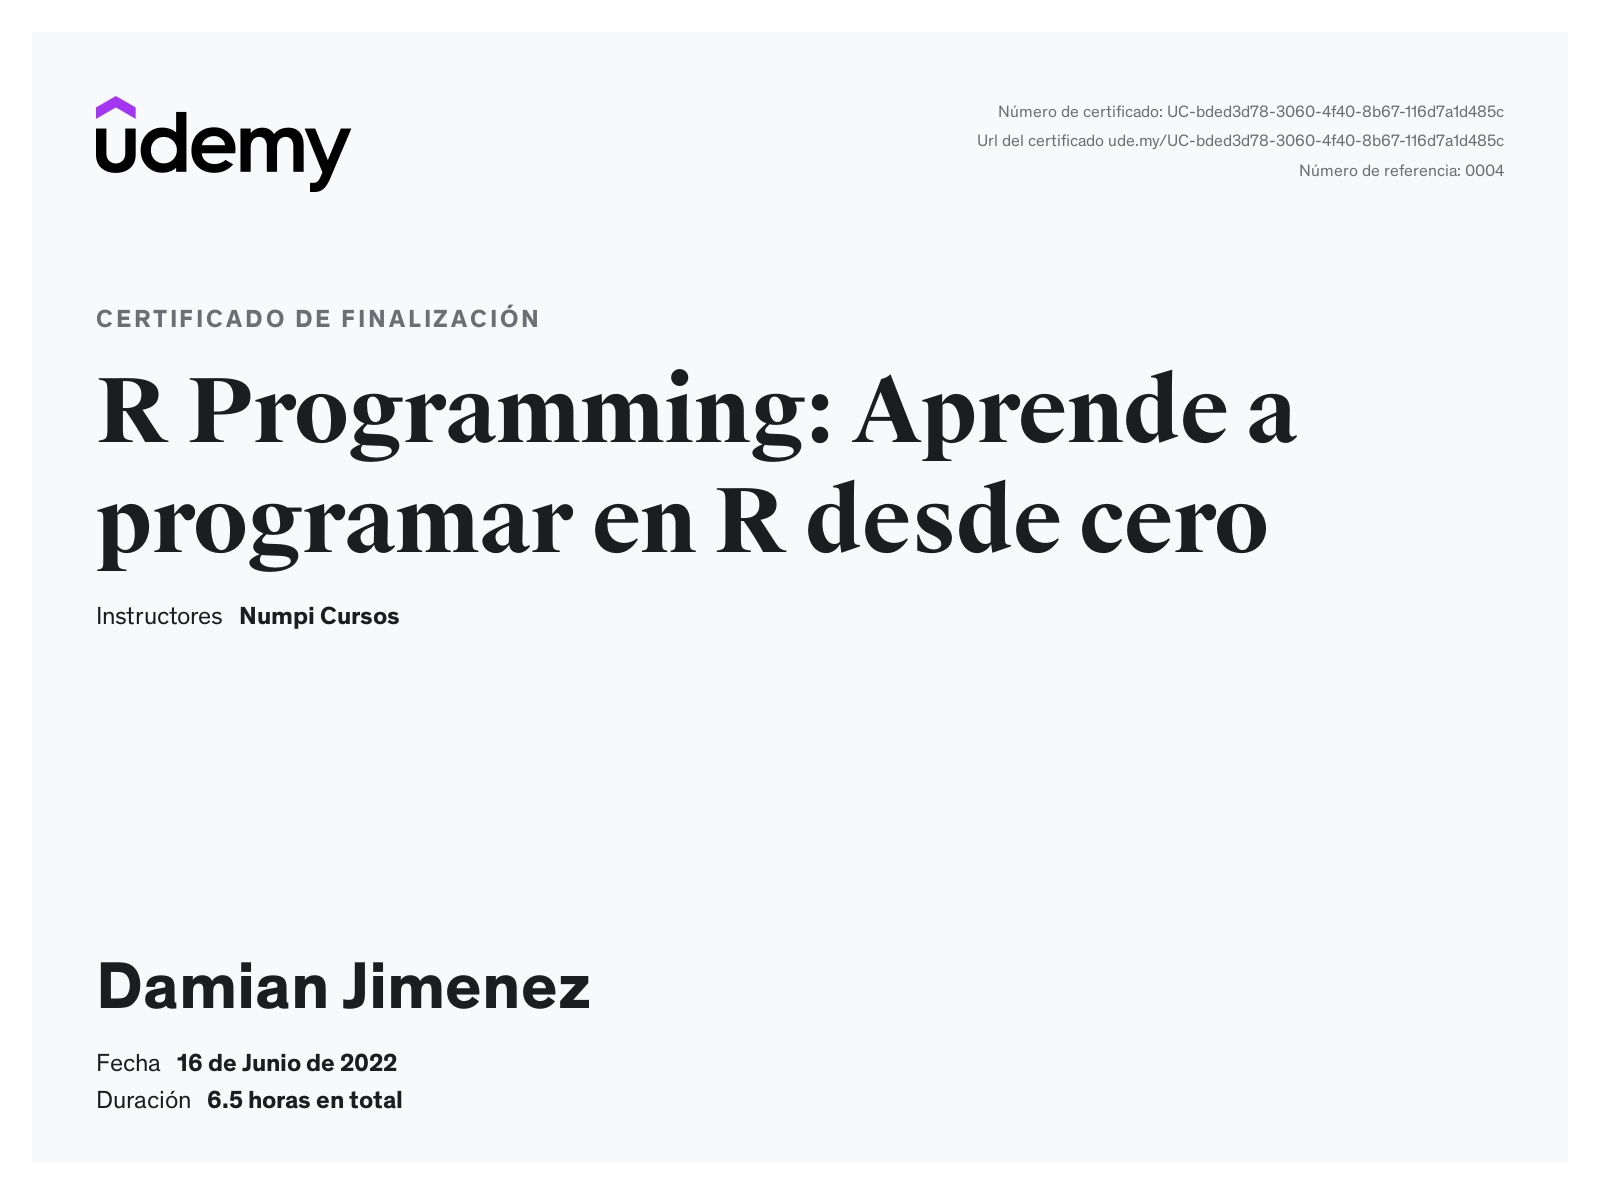 udemy
Número de certificado: UC-bded3d78-3060-4f40-8b67-116d7a1d485c
Url del certificado ude.my/UC-bded3d78-3060-4f40-8b67-116d7a1d485c
Número de referencia: 0004
CERTIFICADO DE FINALIZACIÓN
R Programming: Aprende a
programar en R desde cero
Instructores Numpi Cursos
Damian Jimenez
Fecha 16 de Junio de 2022
Duración 6.5 horas en total